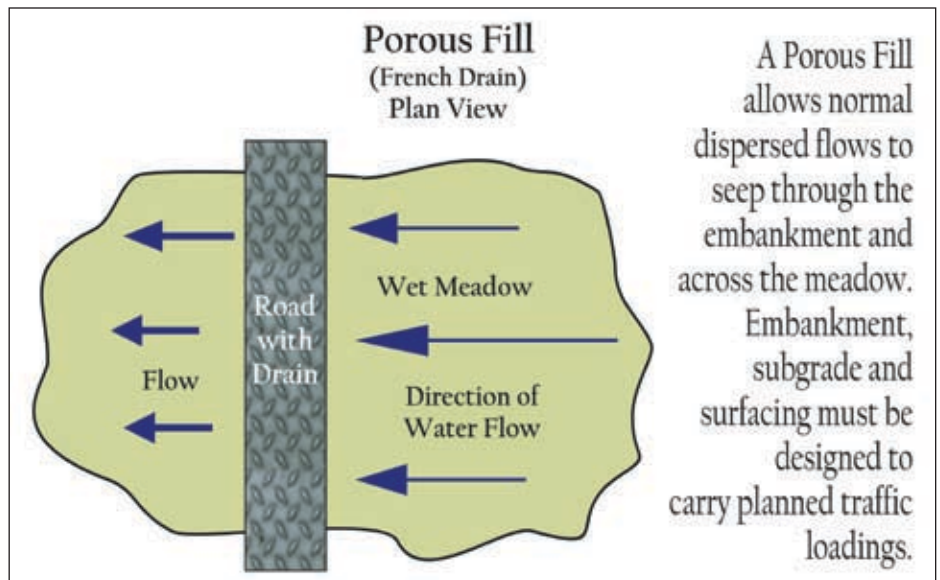 Porous Fill
(French Drain)
Plan View
A Porous Fill
allows normal
dispersed flows to
seep through the
embankment and
across the meadow.
Embankment,
subgrade and
surfacing must be
designed to
carry planned traffic
loadings.
Wet Meadow
Road
with
Drain
Flow
Direction of
Water Flow